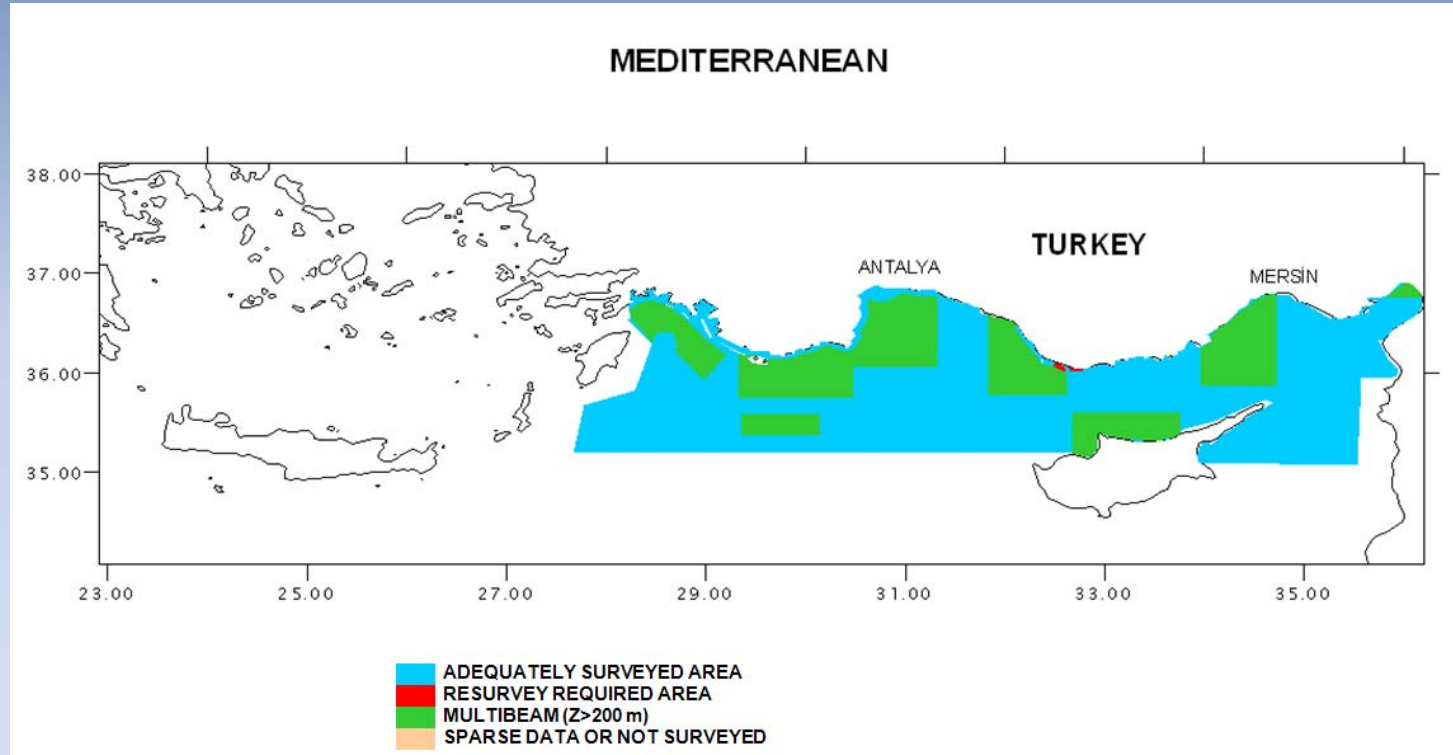 MEDITERRANEAN
38.00
TURKEY
37.00
ANTALYA
MERSİN
36.00
35.00
23.00 25.00 27.00 29.00 31.00 33.00 35.00
ADEQUATELY SURVEYED AREA
RESURVEY REQUIRED AREA
MULTIBEAM (Z>200 m)
SPARSE DATA OR NOT SURVEYED